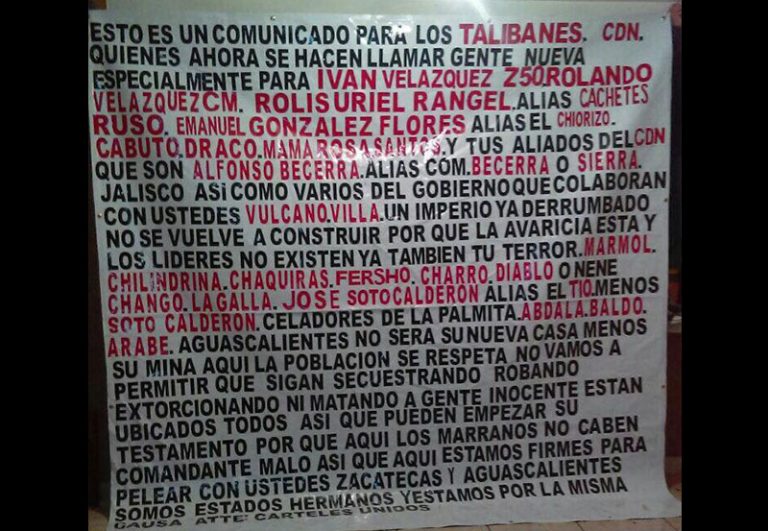 ESTO ES UN COMUNICADO PARA LOS TALIBANES. CDN.
QUIENES AHORA SE HACEN LLAMAR GENTE NUEVA
ESPECIALMENTE PARA IVAN VELAZQUEZ Z50.ROLANDO
VELAZQUEZ CM. ROLIS URIEL RANGEL.ALIAS CACHETES
RUSO. EMANUEL GONZALEZ FLORES ALIAS EL CHIORIZO.
CABUTO.DRACO.MAMA ROSA SANTOS.Y TUS ALIADOS DEL CDN
QUE SON ALFONSO BECERRA.ALIAS COM.BECERRA O SIERRA.
JALISCO ASi COMO VARIOS DEL GOBIERNO QUE COLABORAN
CON USTEDES VULCANO.VILLA.UN IMPERIO YA DERRUMBADO
NO SE VUELVE A CONSTRUIR POR QUE LA AVARICIA ESTA Y
LOS LIDERES NO EXISTEN YA TAMBIEN TU TERROR.MARMOL.
CHILINDRINA.CHAQUIRAS.FERSHO. CHARRO.DIABLO O NENE
CHANGO.LA GALLA. JOSE SOTO CALDERON ALIAS EL TIO.MENOS
SOTO CALDERON.CELADORES DE LA PALMITA.ABDALA.BALDO.
ARABE. AGUASCALIENTES NO SERA SU NUEVA CASA MENOS
SU MINA AQUI LA POBLACION SE RESPETA NO VAMOS A
PERMITIR QUE SIGAN SECUESTRANDO ROBANDO
EXTORCIONANDO NI MATANDO A GENTE INOCENTE ESTAN
UBICADOS TODOS ASI QUE PUEDEN EMPEZAR SU
TESTAMENTO POR QUE AQUI LOS MARRANOS NO CABEN
COMANDANTE MALO ASI QUE AQUI ESTAMOS FIRMES PARA
PELEAR CON USTEDES ZACATECAS Y AGUASCALIENTES
SOMOS ESTADOS HERMANOS Y ESTAMOS POR LA MISMA
CAUSA ATTE: CARTELES UNIDOS